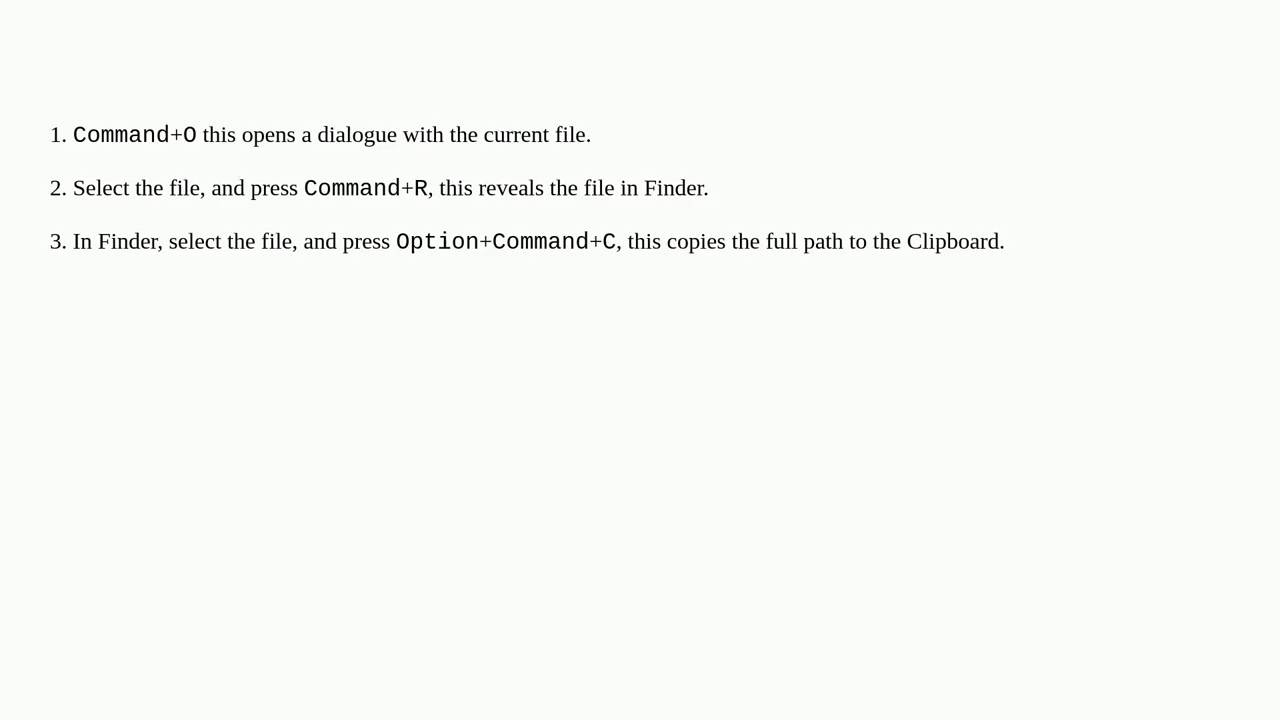 1. Command+O this opens a dialogue with the current file.
2. Select the file, and press Command+R, this reveals the file in Finder.
3. In Finder, select the file, and press Option+Command+C, this copies the full path to the Clipboard.